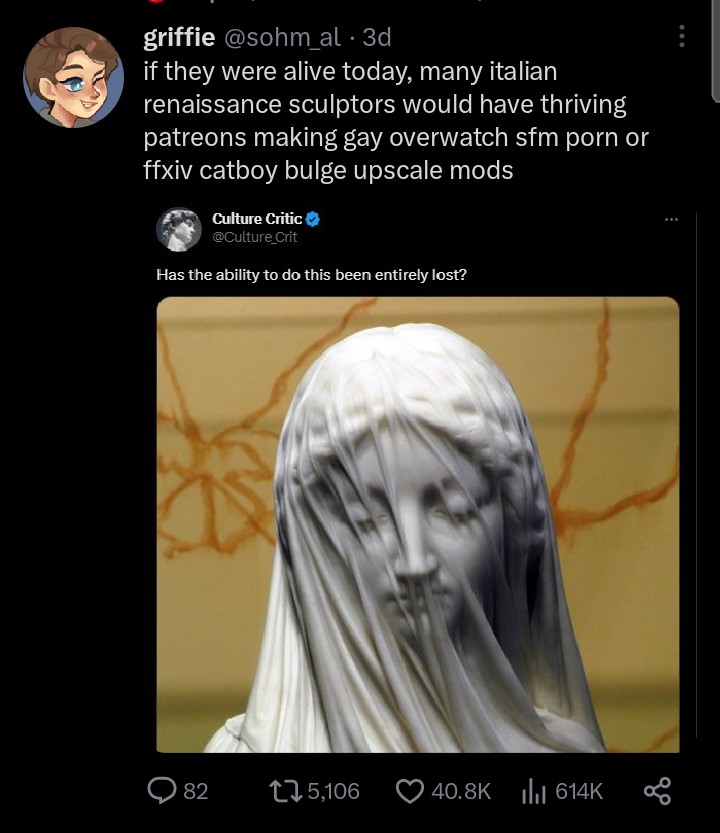 griffie @sohm_al · 3d
if they were alive today, many italian
renaissance sculptors would have thriving
patreons making gay overwatch sfm porn or
ffxiv catboy bulge upscale mods
Culture Critic
@Culture_Crit
Has the ability to do this been entirely lost?
82 5,106 40.8K 614K